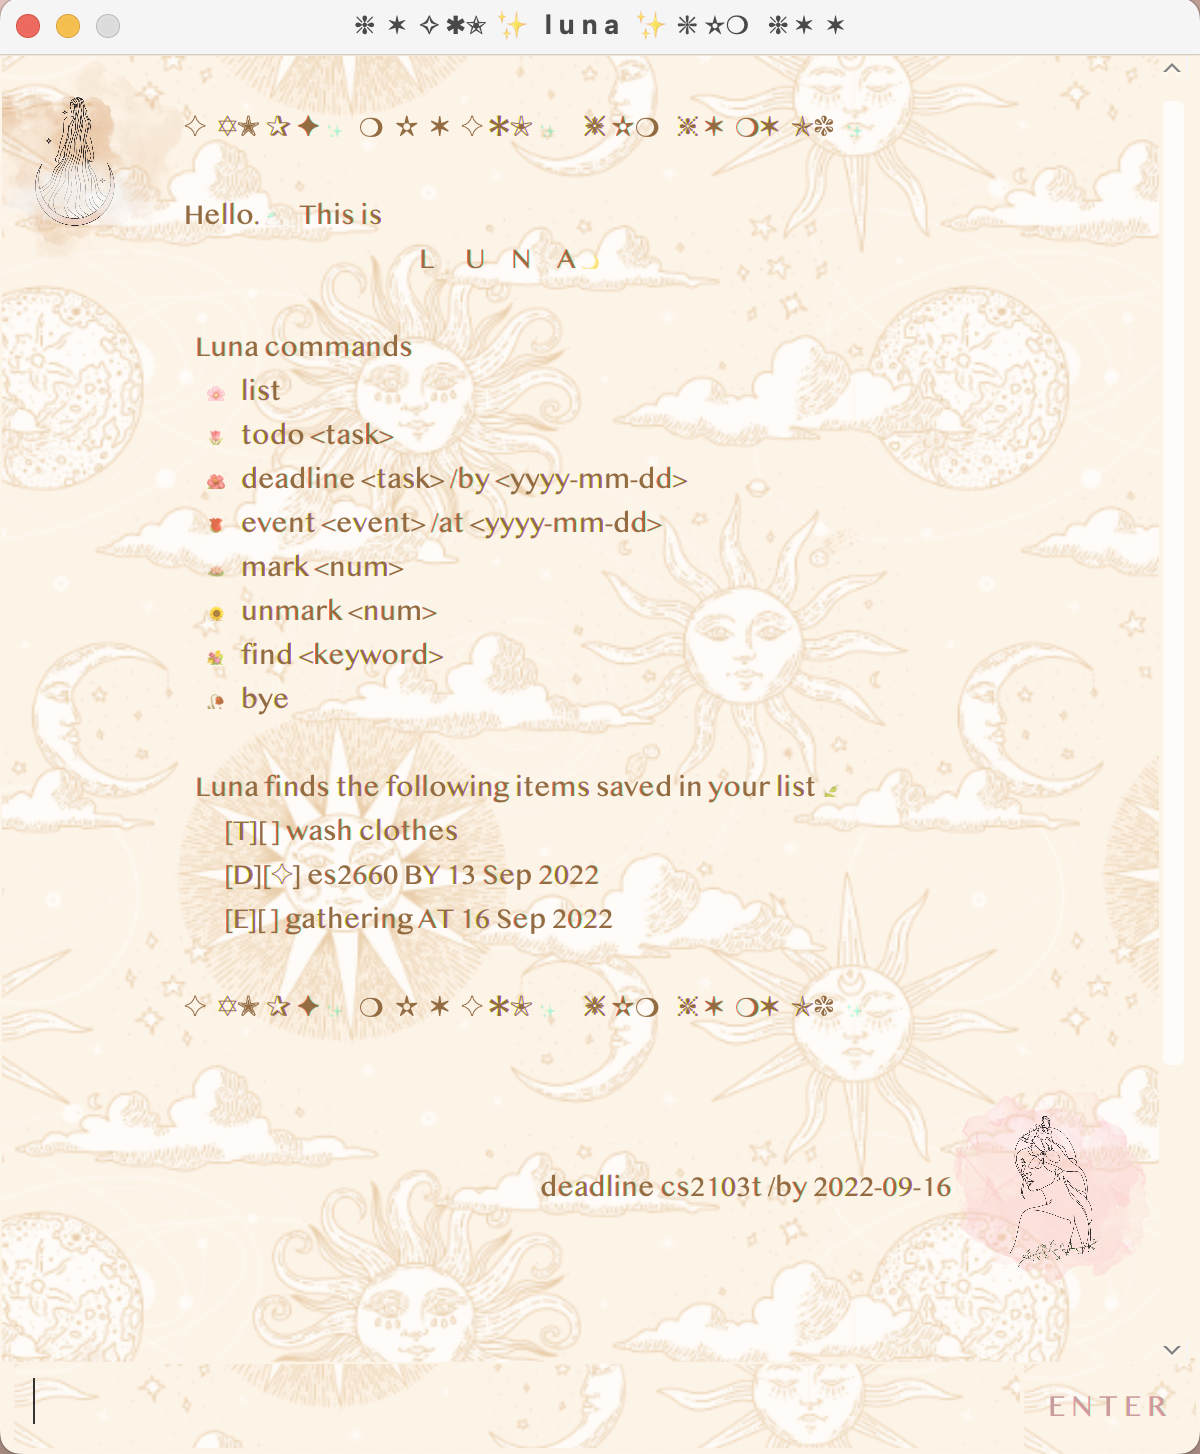 ❉ ✶ ✧ ✱✭ ✨ luna ✨ ❊ ☆❍ ❉ ✶ ✶
✧ ✡✭ ✰ ✦ ✨ ❍ ☆ ✶ ✧ ✻✭ ✨ ✷ ☆❍ ❉ ✶ ❍✶ ✭❃ ✨
Hello. This is
L U N A
Luna commands
🌸 list
🌷 todo <task>
🌺 deadline <task> /by <yyyy-mm-dd>
🌹 event <event> /at <yyyy-mm-dd>
mark <num>
🌻 unmark <num>
💐 find <keyword>
🥀 bye
Luna finds the following items saved in your list
[T][ ] wash clothes
[D][✧] es2660 BY 13 Sep 2022
[E][ ] gathering AT 16 Sep 2022
✧ ✡✭ ✰ ✦ ✨ ❍ ☆ ✶ ✧ ✻✭ ✨ ✷ ☆❍ ❉ ✶ ❍✶ ✭❃ ✨
deadline cs2103t /by 2022-09-16
ENTER